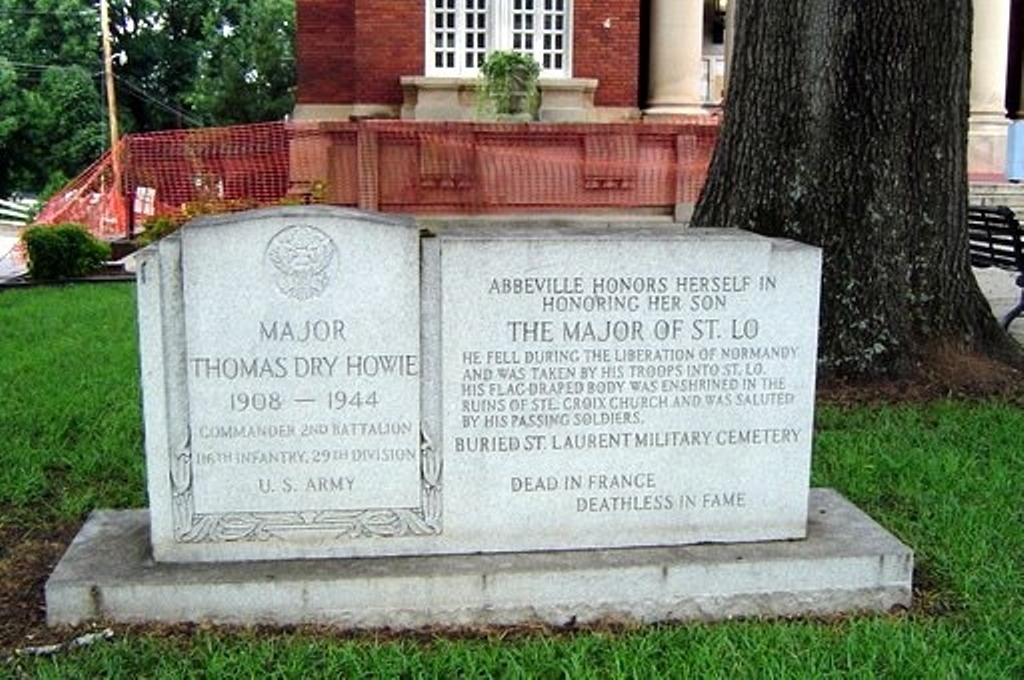 MAJOR
THOMAS DRY HOWIE
1908 — 1944
COMMANDER 2ND BATTALION
116TH INFANTRY, 29TH DIVISION
U. S. ARMY
ABBEVILLE HONORS HERSELF IN
HONORING HER SON
THE MAJOR OF ST. LO
HE FELL DURING THE LIBERATION OF NORMANDY
AND WAS TAKEN BY HIS TROOPS INTO ST. LO.
HIS FLAG-DRAPED BODY WAS ENSHRINED IN THE
RUINS OF STE. CROIX CHURCH AND WAS SALUTED
BY HIS PASSING SOLDIERS.
BURIED ST. LAURENT MILITARY CEMETERY
DEAD IN FRANCE
DEATHLESS IN FAME